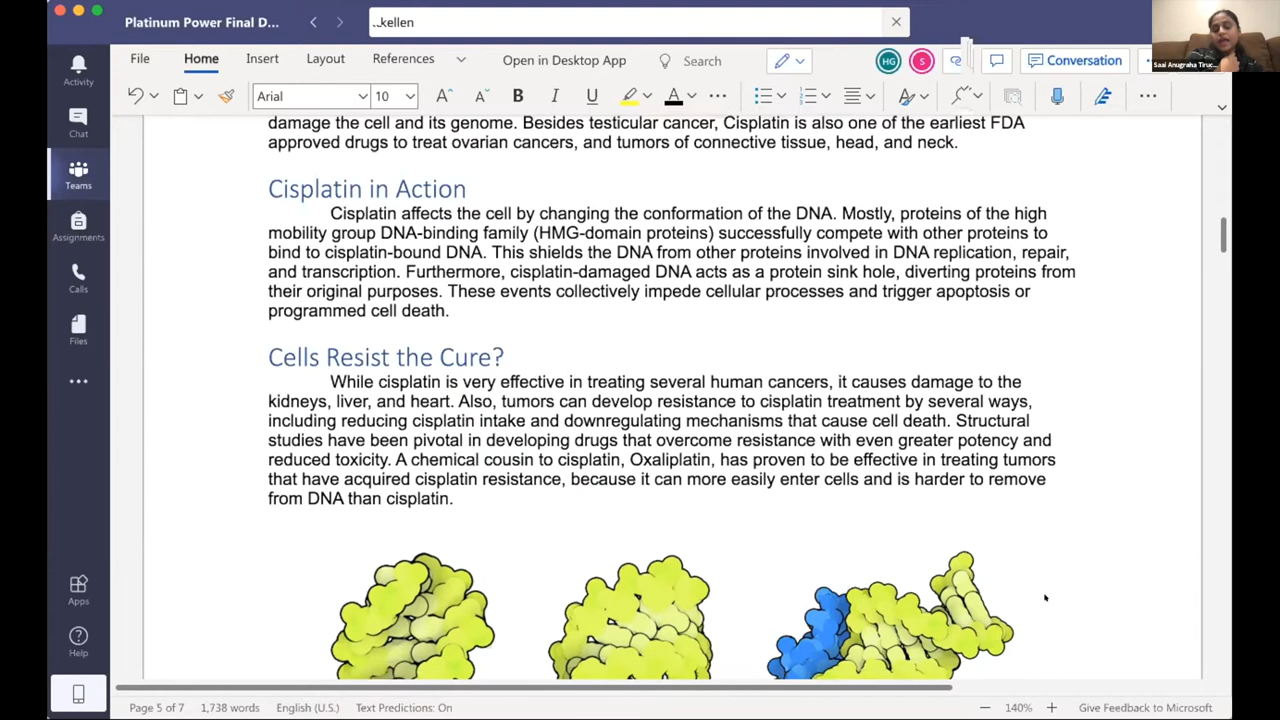 Platinum Power Final D...
kellen
Saai Anugraha Tiruc...
File
Home
Insert
Layout
References
Open in Desktop App
Search
HG
S
Conversation
Arial
10
B
I
U
A
Activity
Chat
Teams
Assignments
Calls
Files
Apps
Help
damage the cell and its genome. Besides testicular cancer, Cisplatin is also one of the earliest FDA
approved drugs to treat ovarian cancers, and tumors of connective tissue, head, and neck.
Cisplatin in Action
Cisplatin affects the cell by changing the conformation of the DNA. Mostly, proteins of the high
mobility group DNA-binding family (HMG-domain proteins) successfully compete with other proteins to
bind to cisplatin-bound DNA. This shields the DNA from other proteins involved in DNA replication, repair,
and transcription. Furthermore, cisplatin-damaged DNA acts as a protein sink hole, diverting proteins from
their original purposes. These events collectively impede cellular processes and trigger apoptosis or
programmed cell death.
Cells Resist the Cure?
While cisplatin is very effective in treating several human cancers, it causes damage to the
kidneys, liver, and heart. Also, tumors can develop resistance to cisplatin treatment by several ways,
including reducing cisplatin intake and downregulating mechanisms that cause cell death. Structural
studies have been pivotal in developing drugs that overcome resistance with even greater potency and
reduced toxicity. A chemical cousin to cisplatin, Oxaliplatin, has proven to be effective in treating tumors
that have acquired cisplatin resistance, because it can more easily enter cells and is harder to remove
from DNA than cisplatin.
Page 5 of 7
1,738 words
English (U.S.)
Text Predictions: On
140%
Give Feedback to Microsoft